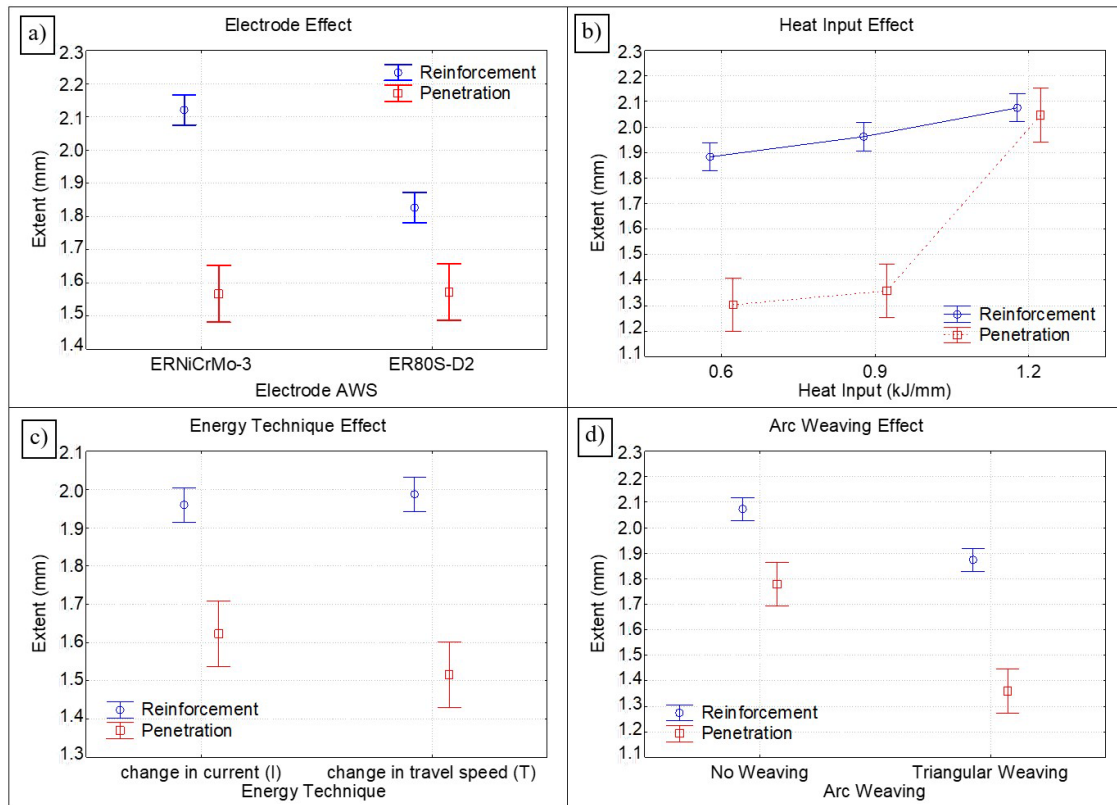 a)
Electrode Effect
2.3
2.2
2.1
2.0
1.9
1.8
1.7
1.6
1.5
1.4
Extent (mm)
Reinforcement
Penetration
ERNiCrMo-3
ER80S-D2
Electrode AWS
b)
Heat Input Effect
2.3
2.2
2.1
2.0
1.9
1.8
1.7
1.6
1.5
1.4
1.3
1.2
1.1
Extent (mm)
Reinforcement
Penetration
0.6
0.9
1.2
Heat Input (kJ/mm)
c)
Energy Technique Effect
2.1
2.0
1.9
1.8
1.7
1.6
1.5
1.4
1.3
Extent (mm)
Reinforcement
Penetration
change in current (I)
change in travel speed (T)
Energy Technique
d)
Arc Weaving Effect
2.3
2.2
2.1
2.0
1.9
1.8
1.7
1.6
1.5
1.4
1.3
1.2
1.1
Extent (mm)
Reinforcement
Penetration
No Weaving
Triangular Weaving
Arc Weaving